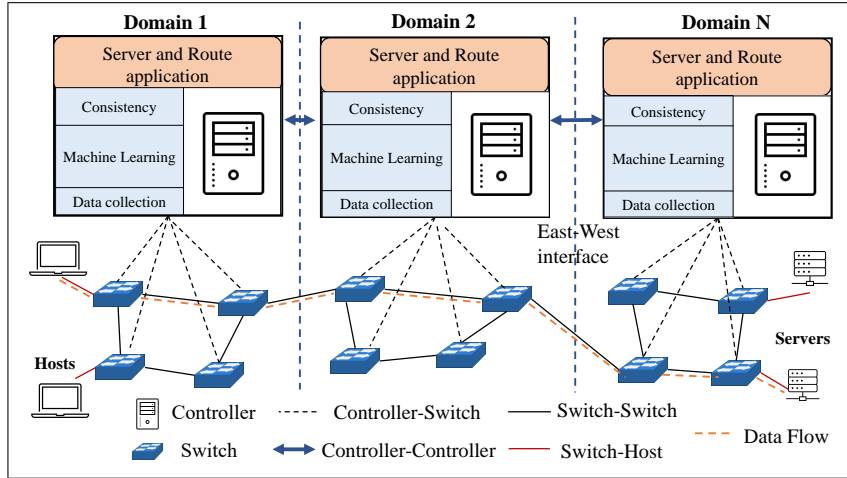 Domain 1
Domain 2
Domain N
Server and Route
application
Server and Route
application
Server and Route
application
Consistency
Machine Learning
Data collection
Consistency
Machine Learning
Data collection
Consistency
Machine Learning
Data collection
East-West
interface
Hosts
Servers
Controller
Controller-Switch
Switch-Switch
Data Flow
Switch
Controller-Controller
Switch-Host